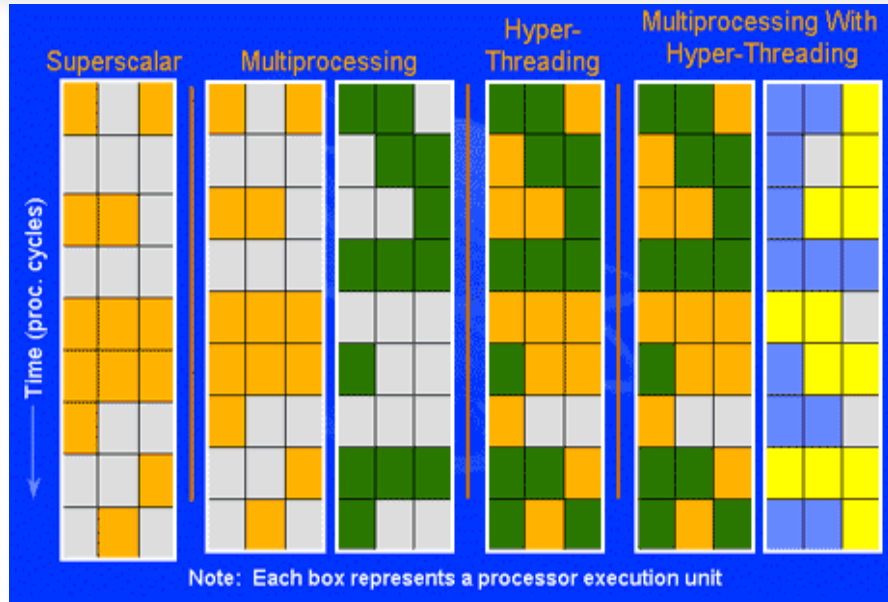 Superscalar
Multiprocessing
Hyper-
Threading
Multiprocessing With
Hyper-Threading
Time (proc. cycles)
Note: Each box represents a processor execution unit